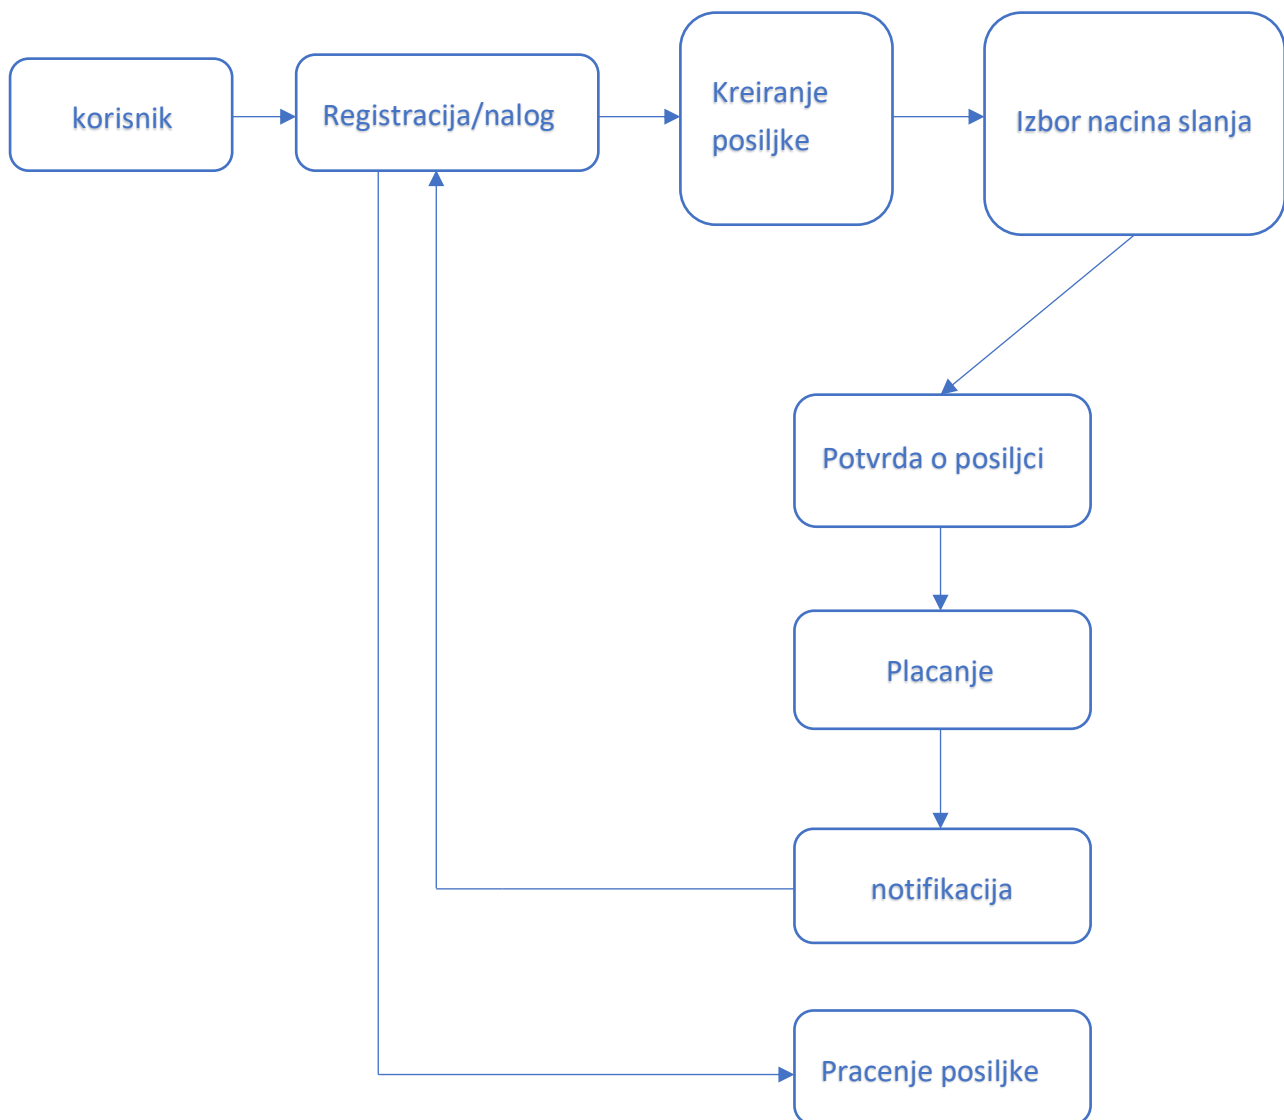 korisnik
Registracija/nalog
Kreiranje
posiljke
Izbor nacina slanja
Potvrda o posiljci
Placanje
notifikacija
Pracenje posiljke